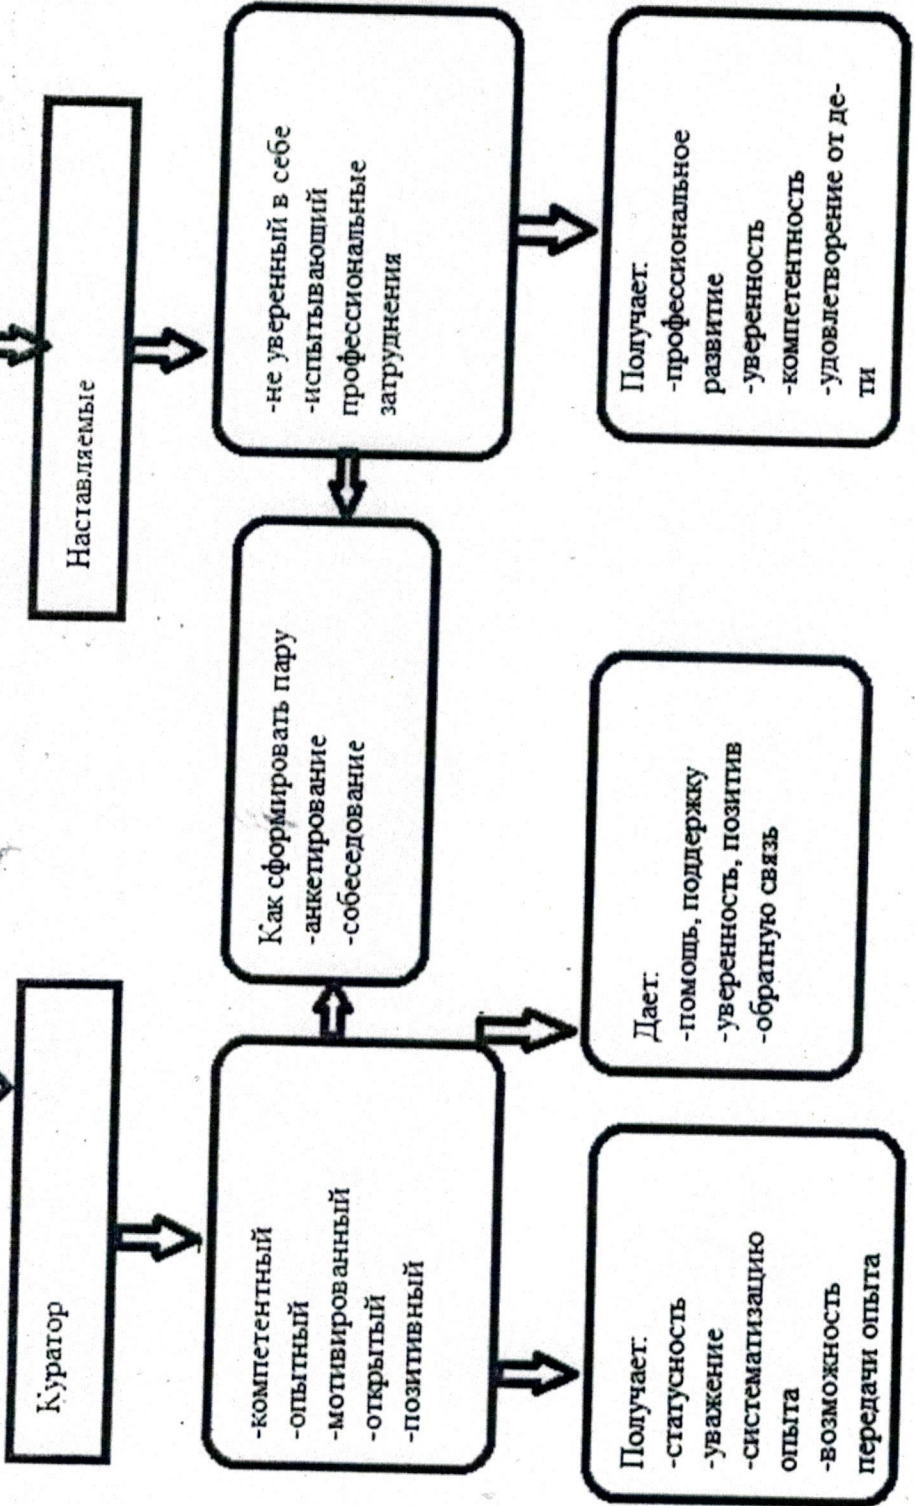 Куратор
Наставляемые
-компетентный
-опытный
-мотивированный
-открытый
-позитивный
Как сформировать пару
-анкетирование
-собеседование
-не уверенный в себе
-испытывающий
профессиональные
затруднения
Получает:
-статусность
-уважение
-систематизацию
опыта
-возможность
передачи опыта
Дает:
-помощь, поддержку
-уверенность, позитив
-обратную связь
Получает:
-профессиональное
развитие
-уверенность
-компетентность
-удовлетворение от де-
ти